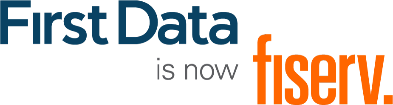 First Data
is now
fiserv.